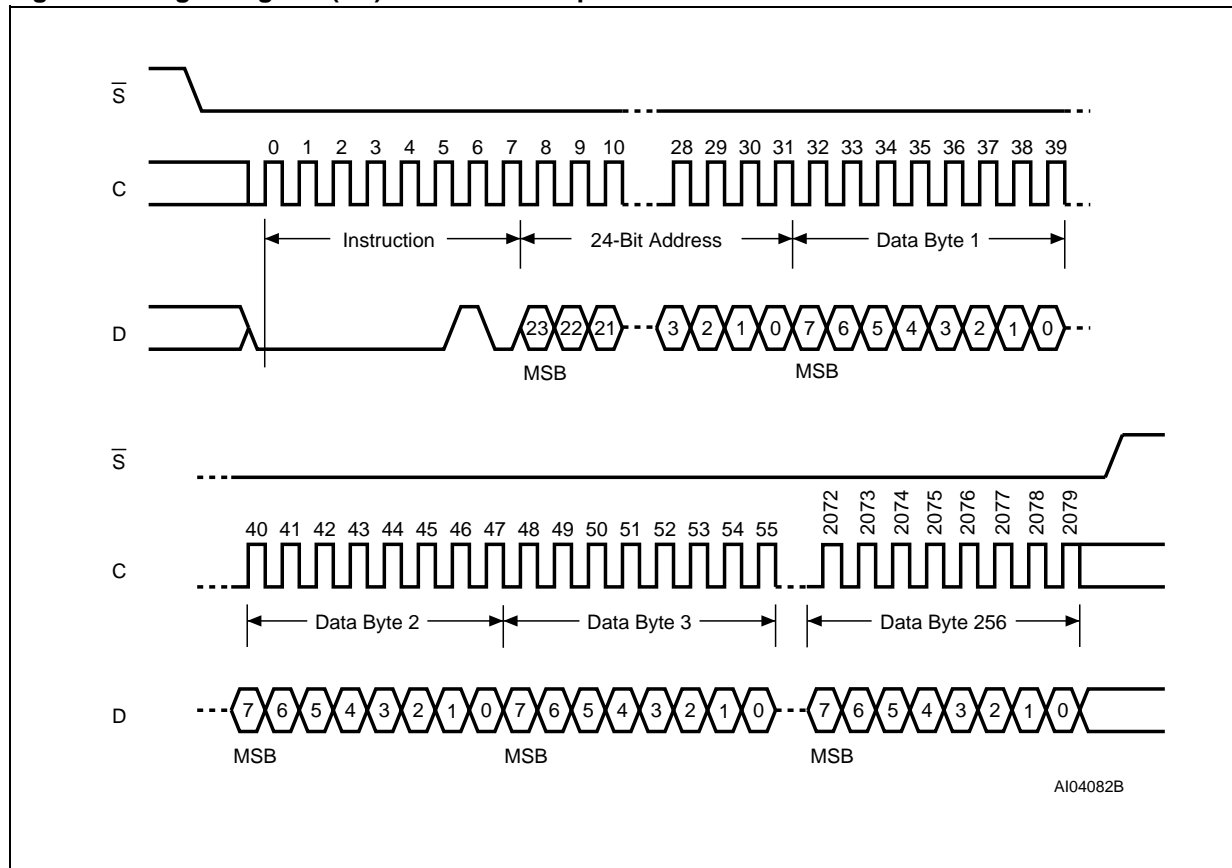 S
0 1 2 3 4 5 6 7 8 9 10 28 29 30 31 32 33 34 35 36 37 38 39
C
Instruction 24-Bit Address Data Byte 1
D
23 22 21 3 2 1 0 7 6 5 4 3 2 1 0
MSB MSB
S
40 41 42 43 44 45 46 47 48 49 50 51 52 53 54 55 2072 2073 2074 2075 2076 2077 2078 2079
C
Data Byte 2 Data Byte 3 Data Byte 256
D
7 6 5 4 3 2 1 0 7 6 5 4 3 2 1 0 7 6 5 4 3 2 1 0
MSB MSB MSB
AI04082B